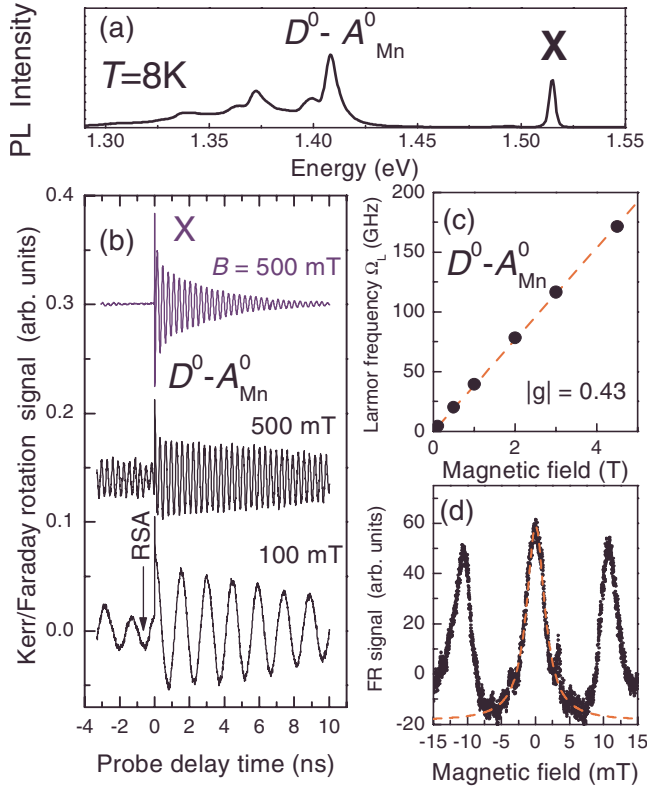 (a)
D⁰- A⁰Mn
X
T=8K
PL Intensity
1.30 1.35 1.40 1.45 1.50 1.55
Energy (eV)
(b)
X
B = 500 mT
D⁰-A⁰Mn
500 mT
RSA
100 mT
Kerr/Faraday rotation signal (arb. units)
0.4
0.3
0.2
0.1
0.0
-4 -2 0 2 4 6 8 10
Probe delay time (ns)
(c)
D⁰-A⁰Mn
|g| = 0.43
Larmor frequency ΩL (GHz)
200
150
100
50
0
0 2 4
Magnetic field (T)
(d)
FR signal (arb. units)
60
40
20
0
-20
-15 -10 -5 0 5 10 15
Magnetic field (mT)